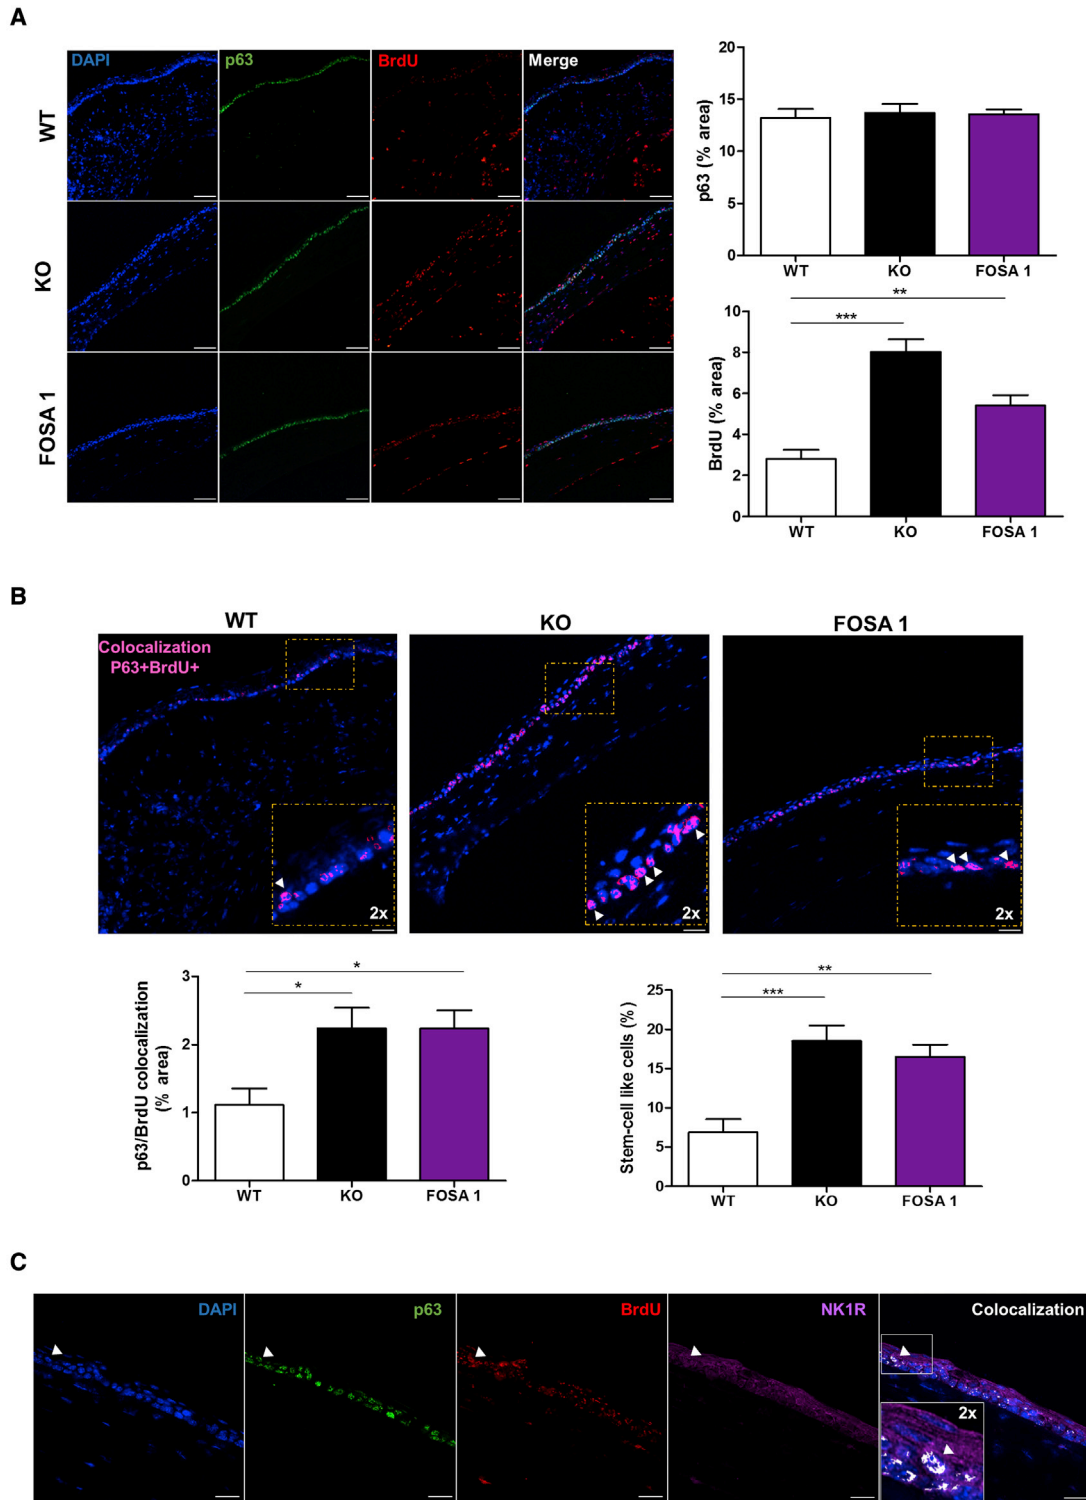 A
DAPI
p63
BrdU
Merge
WT
KO
FOSA 1
p63 (% area)
20
15
10
5
0
WT
KO
FOSA 1
BrdU (% area)
10
8
6
4
2
0
**
***
WT
KO
FOSA 1
B
WT
KO
FOSA 1
Colocalization
P63+BrdU+
2x
2x
2x
p63/BrdU colocalization
(% area)
3
2
1
0
*
*
WT
KO
FOSA 1
Stem-cell like cells (%)
25
20
15
10
5
0
**
***
WT
KO
FOSA 1
C
DAPI
p63
BrdU
NK1R
Colocalization
2x